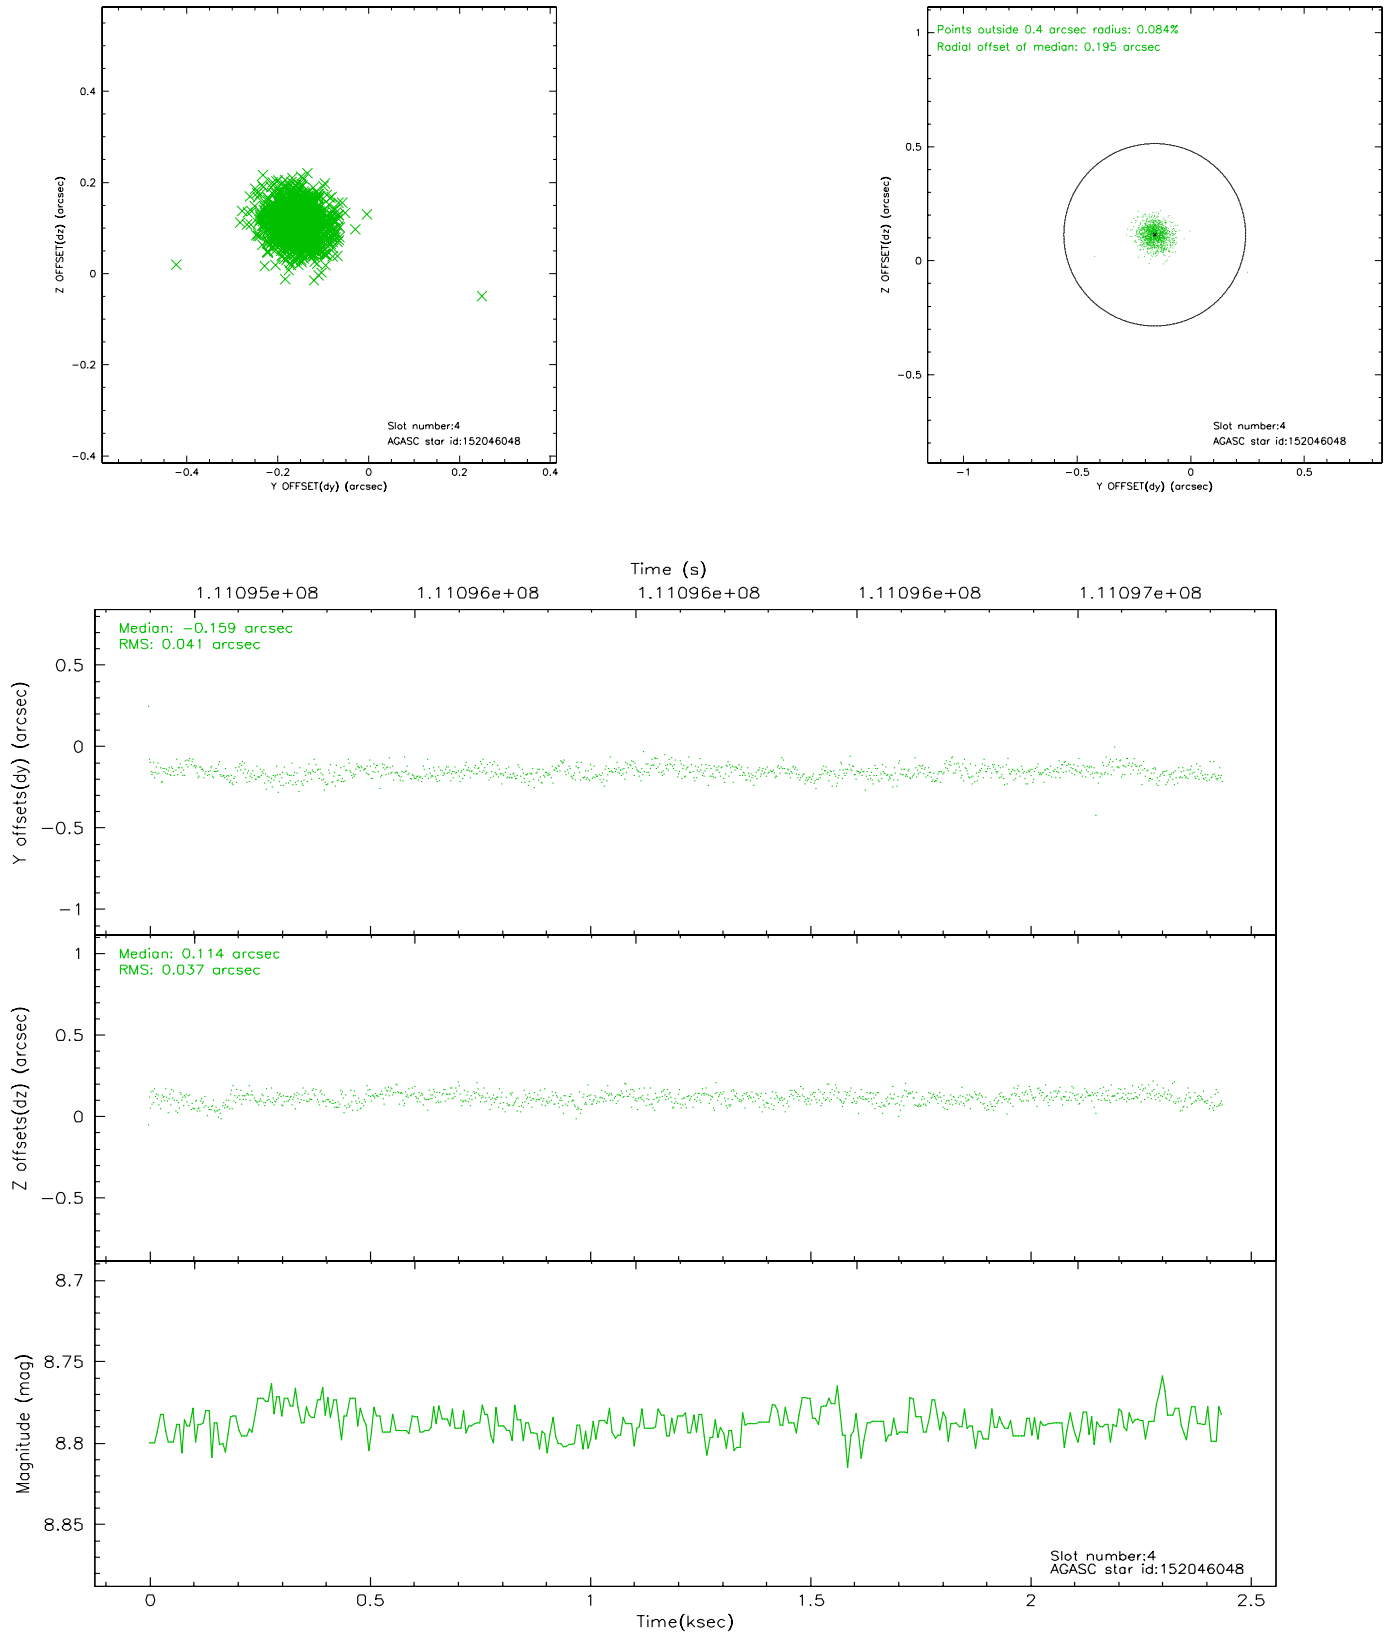 0.4
0.2
0
−0.2
−0.4
Z OFFSET(dz) (arcsec)
Slot number:4
AGASC star id:152046048
−0.4
−0.2
0
0.2
0.4
Y OFFSET(dy) (arcsec)
Points outside 0.4 arcsec radius: 0.084%
Radial offset of median: 0.195 arcsec
1
0.5
0
−0.5
Z OFFSET(dz) (arcsec)
Slot number:4
AGASC star id:152046048
−1
−0.5
0
0.5
Y OFFSET(dy) (arcsec)
Time (s)
1.11095e+08
1.11096e+08
1.11096e+08
1.11096e+08
1.11097e+08
Median: −0.159 arcsec
RMS: 0.041 arcsec
0.5
0
−0.5
−1
Y offsets(dy) (arcsec)
Median: 0.114 arcsec
RMS: 0.037 arcsec
1
0.5
0
−0.5
Z offsets(dz) (arcsec)
8.7
8.75
8.8
8.85
Magnitude (mag)
Slot number:4
AGASC star id:152046048
0
0.5
1
1.5
2
2.5
Time(ksec)